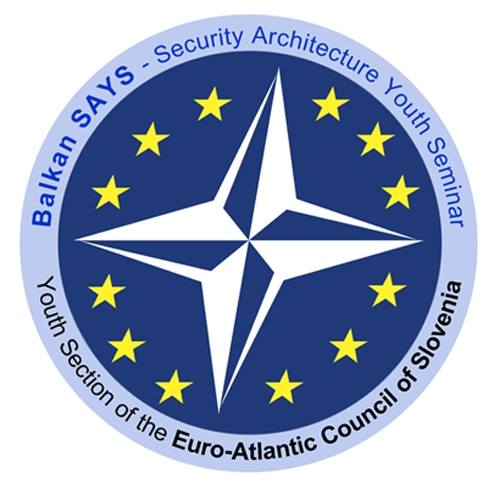 Balkan SAYS - Security Architecture Youth Seminar
Youth Section of the Euro-Atlantic Council of Slovenia